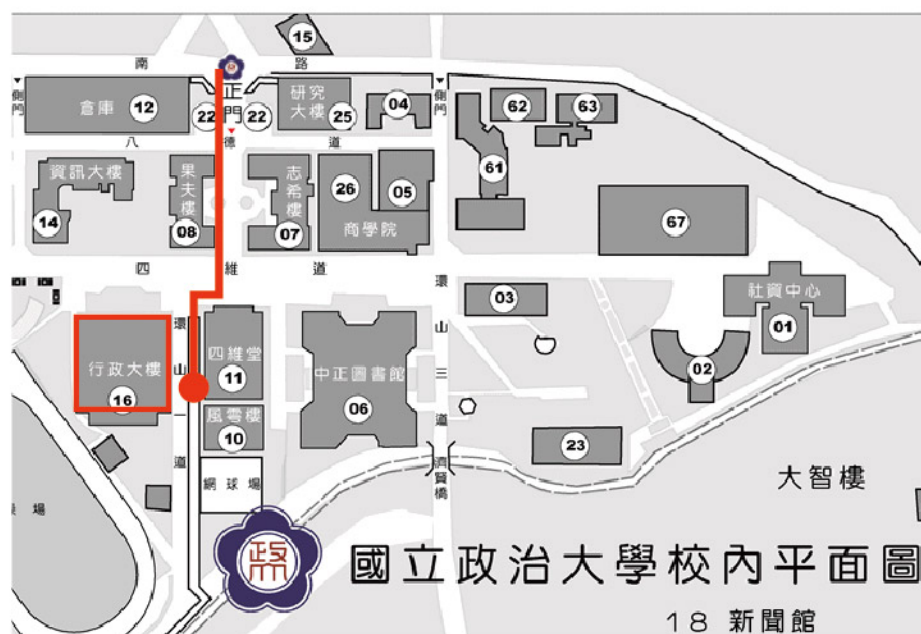 15
南 路
正門
側門
側門
倉庫 12
22
22
研究大樓 25
04
62
63
八 德 道
61
資訊大樓
14
果夫樓
08
志希樓
07
26
05
商學院
67
四 維 道
環山一道
行政大樓
16
四維堂
11
風雩樓
10
網球場
中正圖書館
06
環山三道
濟賢橋
03
社資中心
01
02
23
場
大智樓
政大
國立政治大學校內平面圖
18 新聞館